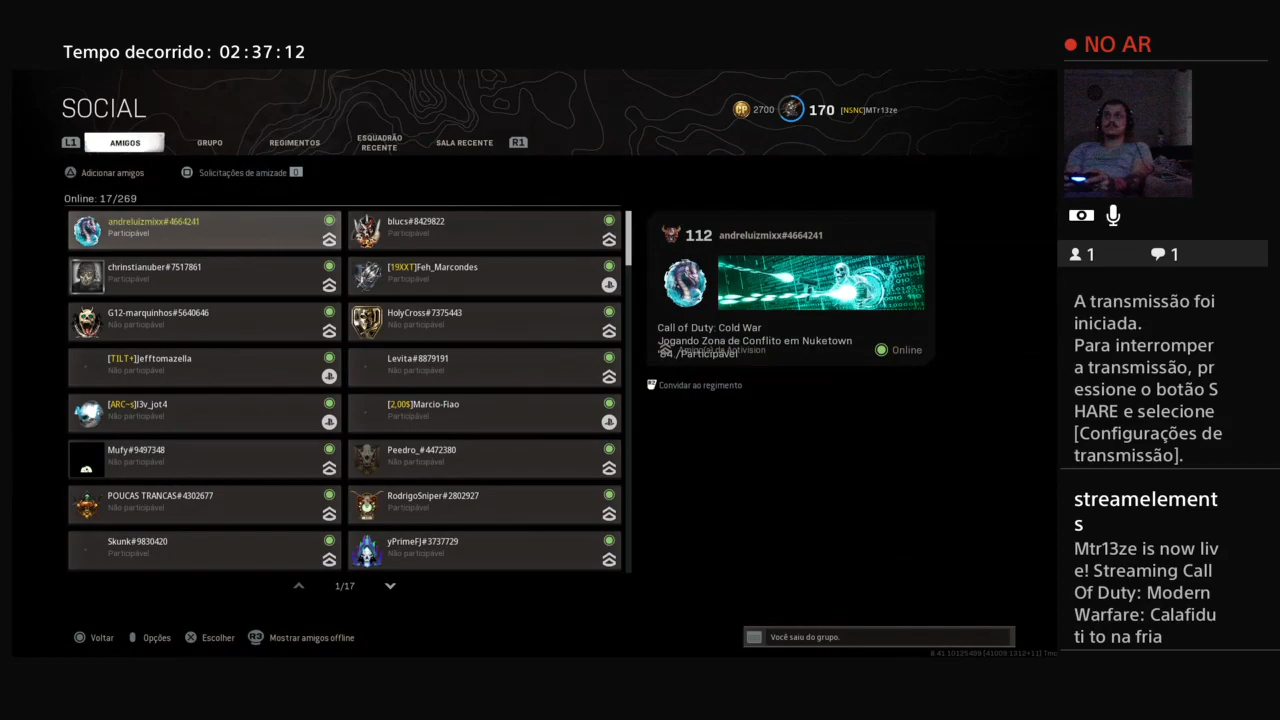 Tempo decorrido: 02:37:12
NO AR
SOCIAL
CP 2700 170 [NSNC]MTr13ze
L1 AMIGOS GRUPO REGIMENTOS ESQUADRÃO RECENTE SALA RECENTE R1
Adicionar amigos Solicitações de amizade 0
Online: 17/269
andreluizmixx#4664241
Participável
blucs#8429822
Participável
chrinstianuber#7517861
Participável
[19XXT]Feh_Marcondes
Participável
G12-marquinhos#5640646
Não participável
HolyCross#7375443
Não participável
[TILT+]jefftomazella
Não participável
Levita#8879191
Não participável
[ARC~s]l3v_jot4
Não participável
[2,00$]Marcio-Fiao
Participável
Mufy#9497348
Não participável
Peedro_#4472380
Participável
POUCAS TRANCAS#4302677
Não participável
RodrigoSniper#2802927
Participável
Skunk#9830420
Participável
yPrimeFJ#3737729
Não participável
1/17
112 andreluizmixx#4664241
Call of Duty: Cold War
Jogando Zona de Conflito em Nuketown
Amigo(a) da Activision
/Participável
Online
Convidar ao regimento
Voltar Opções Escolher R3 Mostrar amigos offline
Você saiu do grupo.
1 1
A transmissão foi
iniciada.
Para interromper
a transmissão, pr
essione o botão S
HARE e selecione
[Configurações de
transmissão].
streamelement
s
Mtr13ze is now liv
e! Streaming Call
Of Duty: Modern
Warfare: Calafidu
ti to na fria